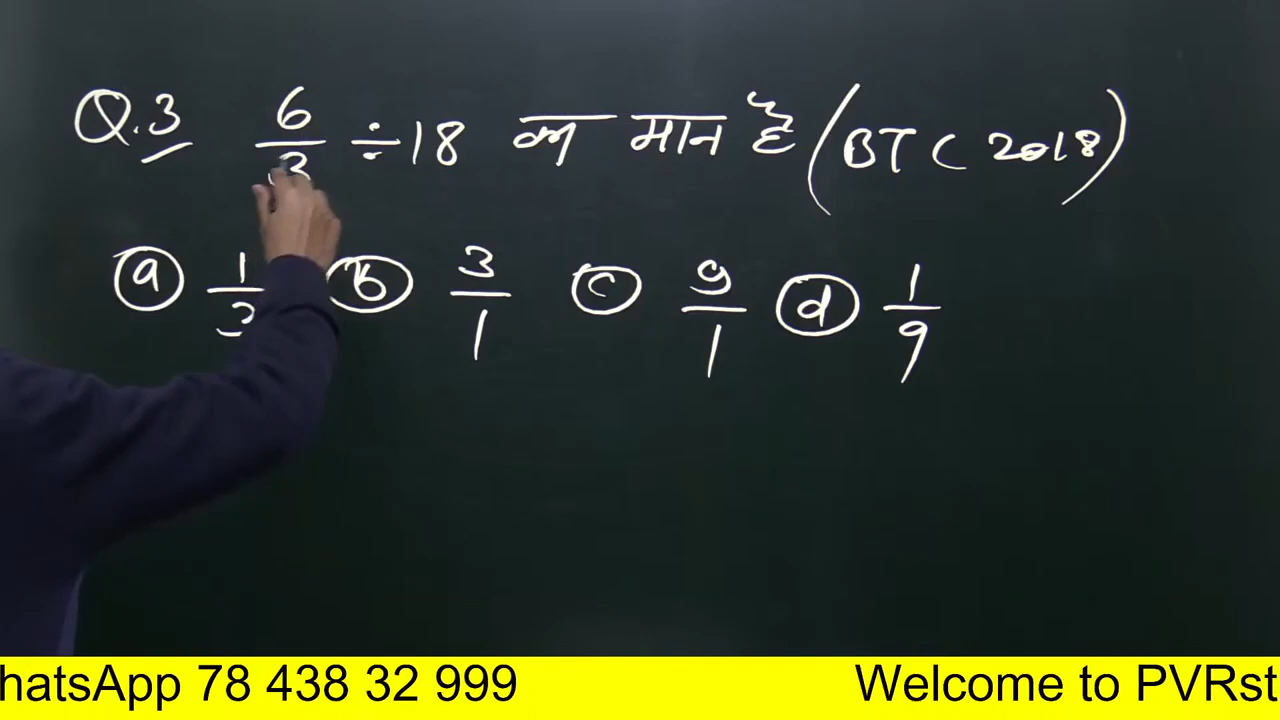 Q.3 6/3 ÷ 18 का मान है (BTC 2018)
(a) 1/3 (b) 3/1 (c) 9/1 (d) 1/9
hatsApp 78 438 32 999 Welcome to PVRst